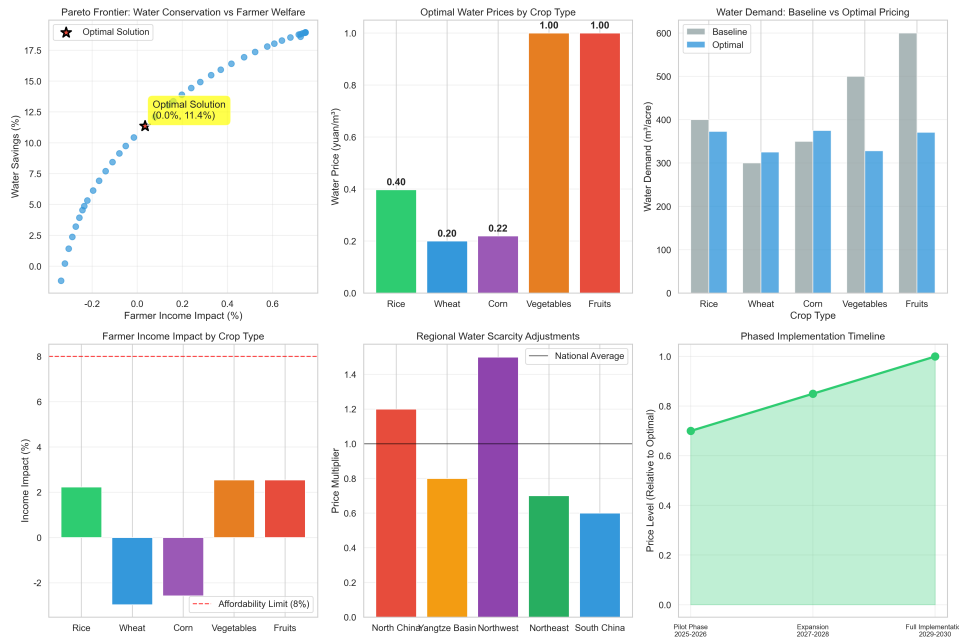 Pareto Frontier: Water Conservation vs Farmer Welfare
Optimal Solution
Optimal Solution
(0.0%, 11.4%)
Water Savings (%)
17.5
15.0
12.5
10.0
7.5
5.0
2.5
0.0
-0.2
0.0
0.2
0.4
0.6
Farmer Income Impact (%)
Optimal Water Prices by Crop Type
Water Price (yuan/m³)
1.0
0.8
0.6
0.4
0.2
0.0
0.40
0.20
0.22
1.00
1.00
Rice
Wheat
Corn
Vegetables
Fruits
Water Demand: Baseline vs Optimal Pricing
Baseline
Optimal
Water Demand (m³/acre)
600
500
400
300
200
100
0
Rice
Wheat
Corn
Vegetables
Fruits
Crop Type
Farmer Income Impact by Crop Type
Income Impact (%)
8
6
4
2
0
-2
Affordability Limit (8%)
Rice
Wheat
Corn
Vegetables
Fruits
Regional Water Scarcity Adjustments
National Average
Price Multiplier
1.4
1.2
1.0
0.8
0.6
0.4
0.2
0.0
North China
Yangtze Basin
Northwest
Northeast
South China
Phased Implementation Timeline
Price Level (Relative to Optimal)
1.0
0.8
0.6
0.4
0.2
0.0
Pilot Phase
2025-2026
Expansion
2027-2028
Full Implementati
2029-2030